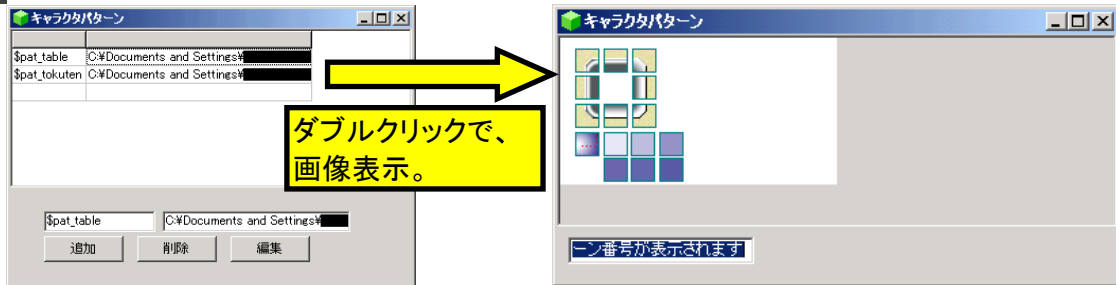 キャラクタパターン
$pat_table C:¥Documents and Settings¥
$pat_tokuten C:¥Documents and Settings¥
$pat_table C:¥Documents and Settings¥
追加 削除 編集
ダブルクリックで、
画像表示。
キャラクタパターン
ーン番号が表示されます